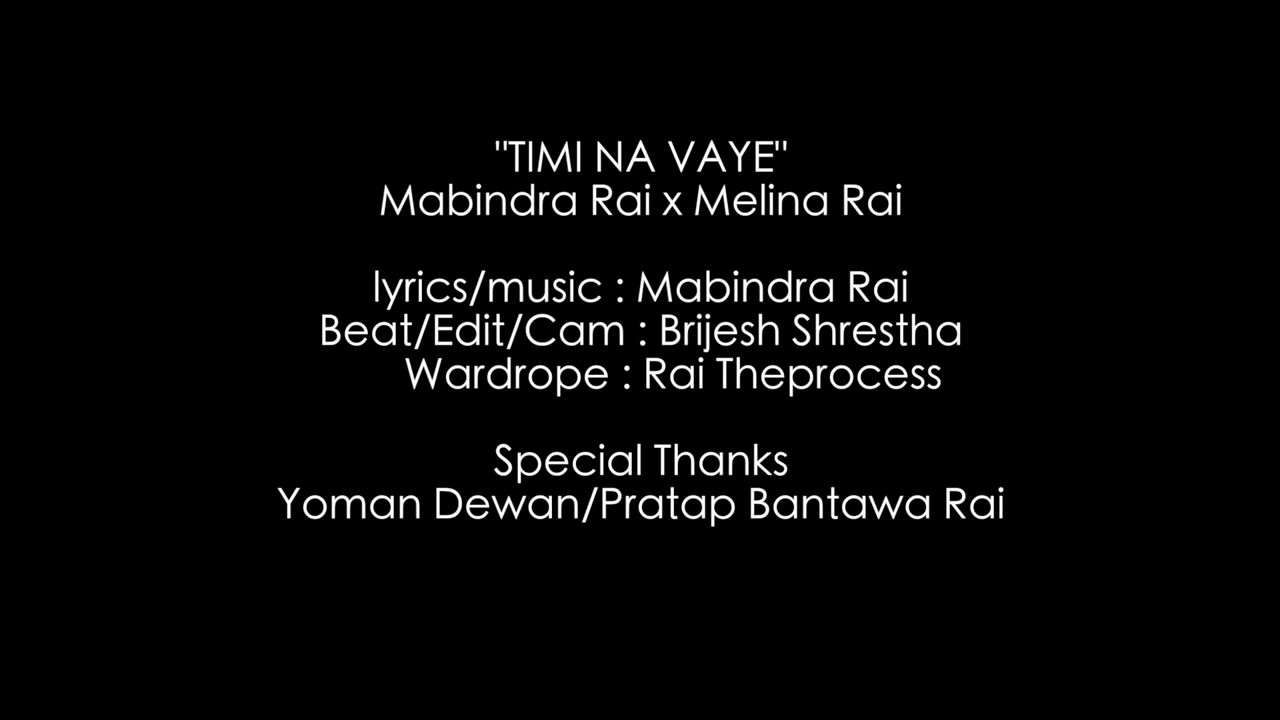 "TIMI NA VAYE"
Mabindra Rai x Melina Rai
lyrics/music : Mabindra Rai
Beat/Edit/Cam : Brijesh Shrestha
Wardrope : Rai Theprocess
Special Thanks
Yoman Dewan/Pratap Bantawa Rai